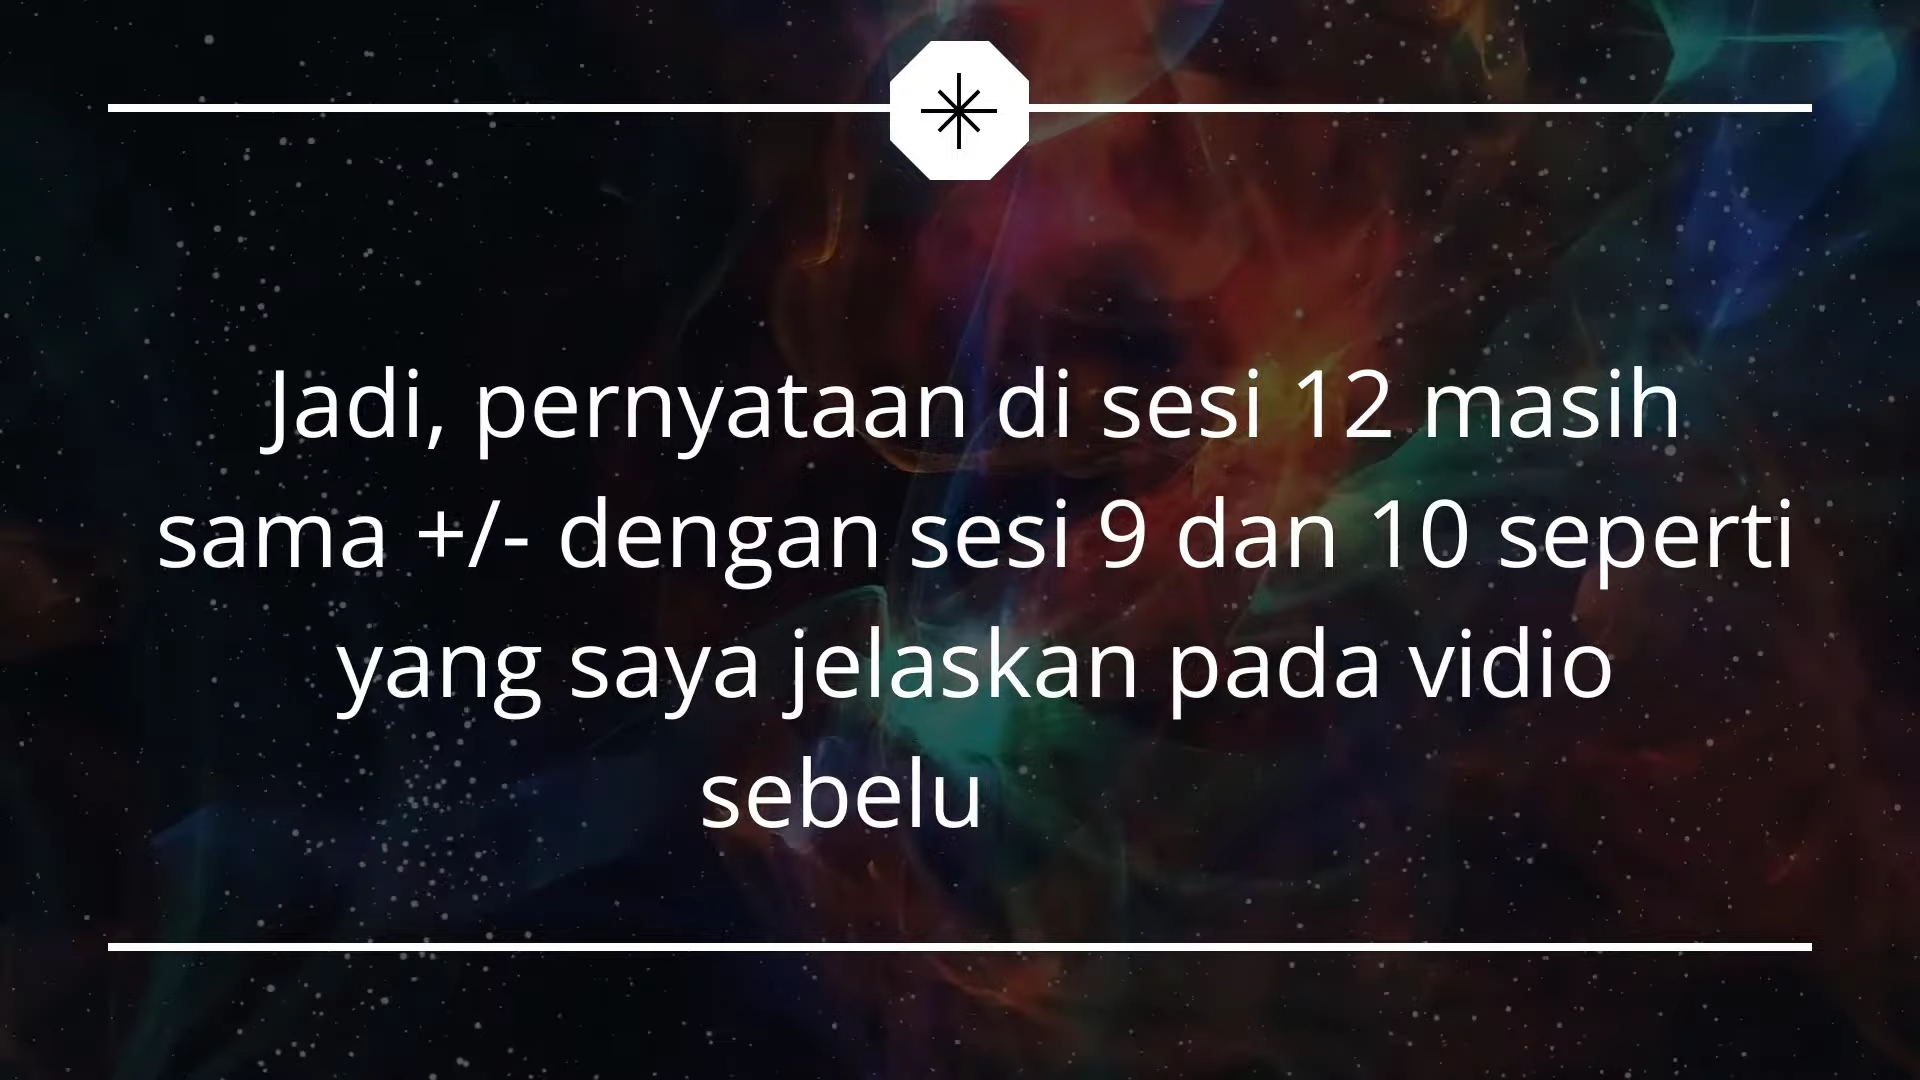 Jadi, pernyataan di sesi 12 masih
sama +/- dengan sesi 9 dan 10 seperti
yang saya jelaskan pada vidio
sebelu